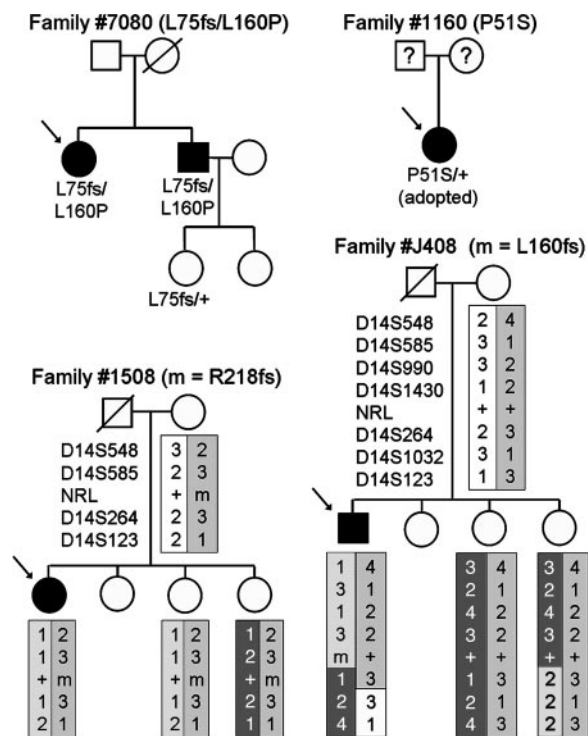 Family #7080 (L75fs/L160P)
L75fs/
L160P
L75fs/
L160P
L75fs/+
Family #1160 (P51S)
? ?
P51S/+
(adopted)
Family #J408 (m = L160fs)
D14S548 2 4
D14S585 3 1
D14S990 3 2
D14S1430 1 2
NRL + +
D14S264 2 3
D14S1032 3 1
D14S123 1 3
1 4 3 4 3 4
3 1 2 1 2 1
1 2 4 2 4 2
3 2 3 2 3 2
m + + + + +
1 3 1 3 2 3
2 3 2 1 2 1
4 1 4 3 2 3
Family #1508 (m = R218fs)
D14S548 3 2
D14S585 2 3
NRL + m
D14S264 2 3
D14S123 2 1
1 2 1 2 1 2
1 3 1 3 2 3
+ m + m + m
1 3 1 3 2 3
2 1 2 1 1 1